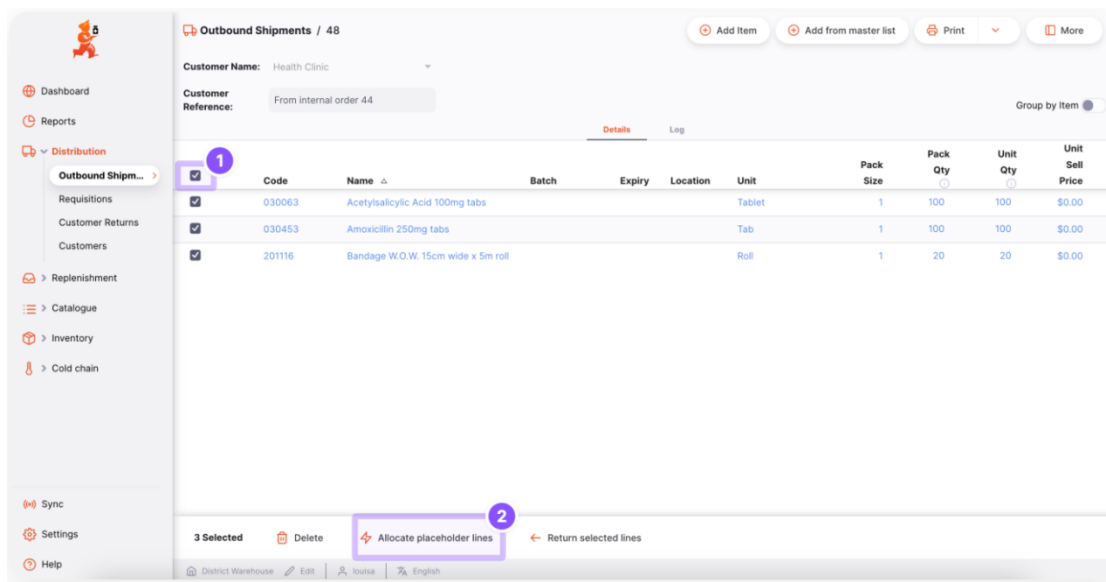 Outbound Shipments / 48
Add Item
Add from master list
Print
More
Customer Name: Health Clinic
Customer Reference: From internal order 44
Group by Item
Details
Log
Dashboard
Reports
Distribution
Outbound Shipm...
Requisitions
Customer Returns
Customers
Replenishment
Catalogue
Inventory
Cold chain
Sync
Settings
Help
1
Code Name Batch Expiry Location Unit Pack Size Pack Qty Unit Qty Unit Sell Price
030063 Acetylsalicylic Acid 100mg tabs Tablet 1 100 100 $0.00
030453 Amoxicillin 250mg tabs Tab 1 100 100 $0.00
201116 Bandage W.O.W. 15cm wide x 5m roll Roll 1 20 20 $0.00
2
3 Selected
Delete
Allocate placeholder lines
Return selected lines
District Warehouse
Edit
louisa
English